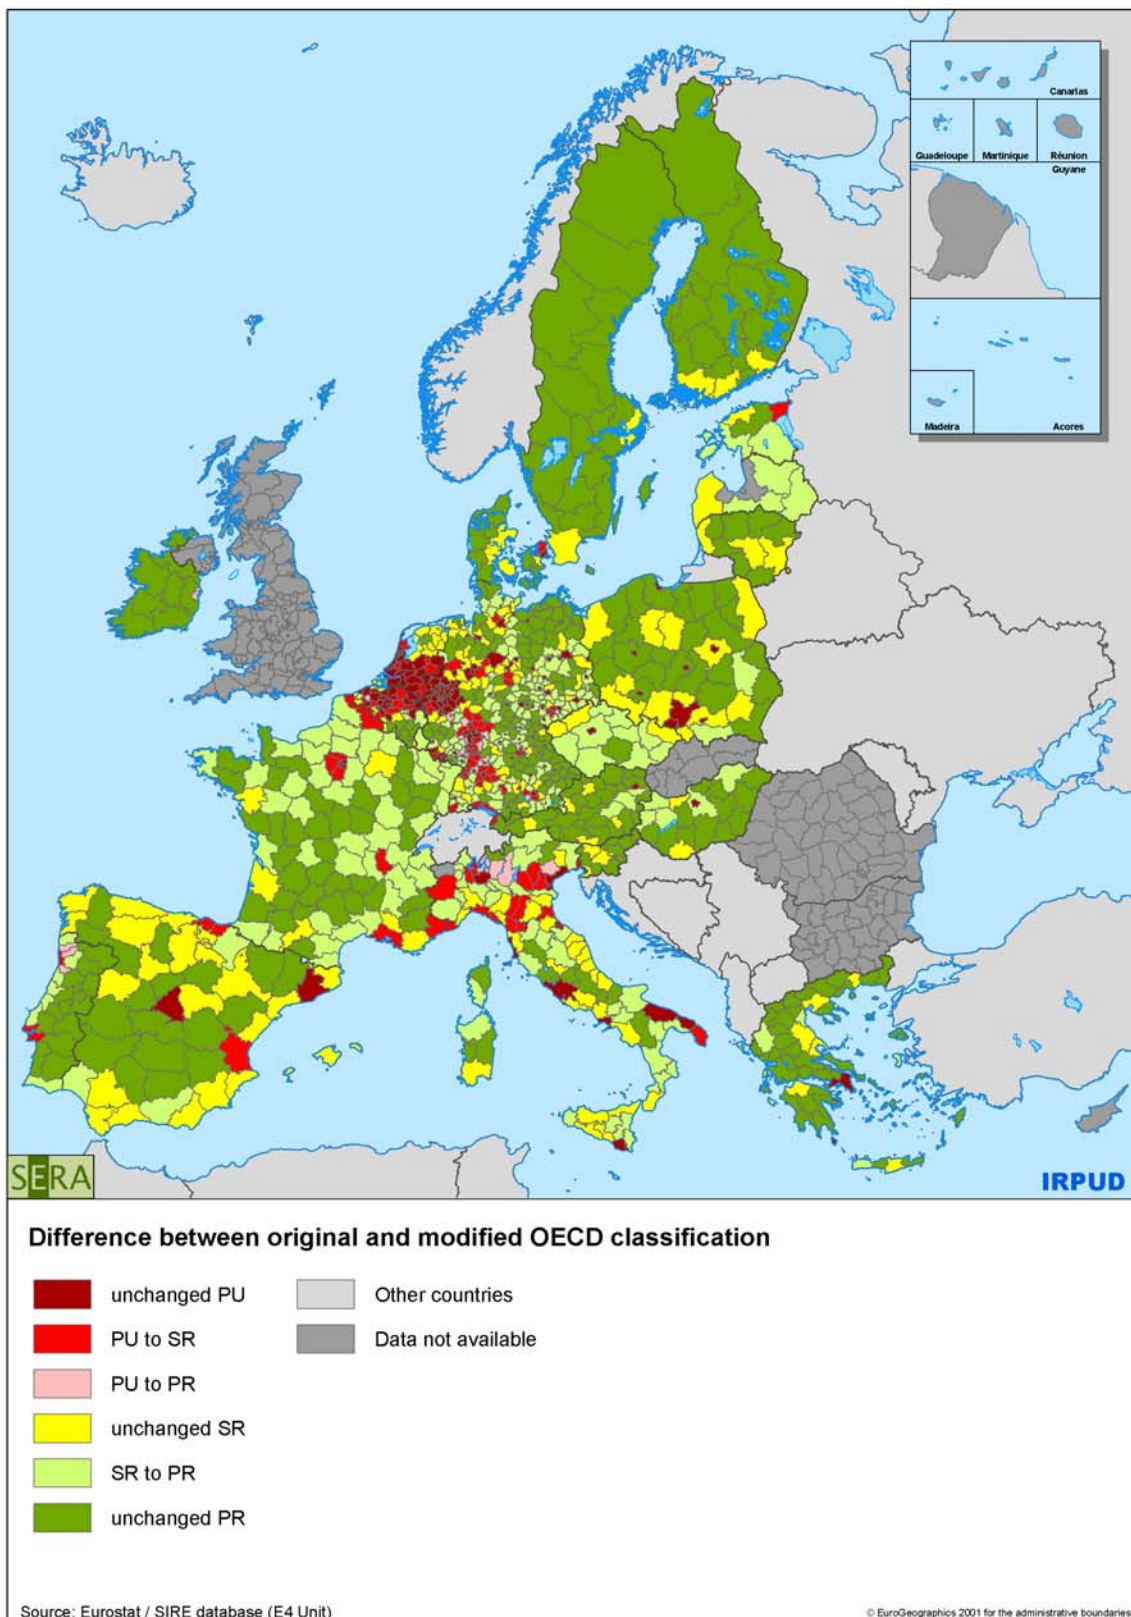 Canarias
Guadeloupe
Martinique
Réunion
Guyane
Madeira
Acores
SERA
IRPUD
Difference between original and modified OECD classification
unchanged PU
PU to SR
PU to PR
unchanged SR
SR to PR
unchanged PR
Other countries
Data not available
Source: Eurostat / SIRE database (E4 Unit)
© EuroGeographics 2001 for the administrative boundaries